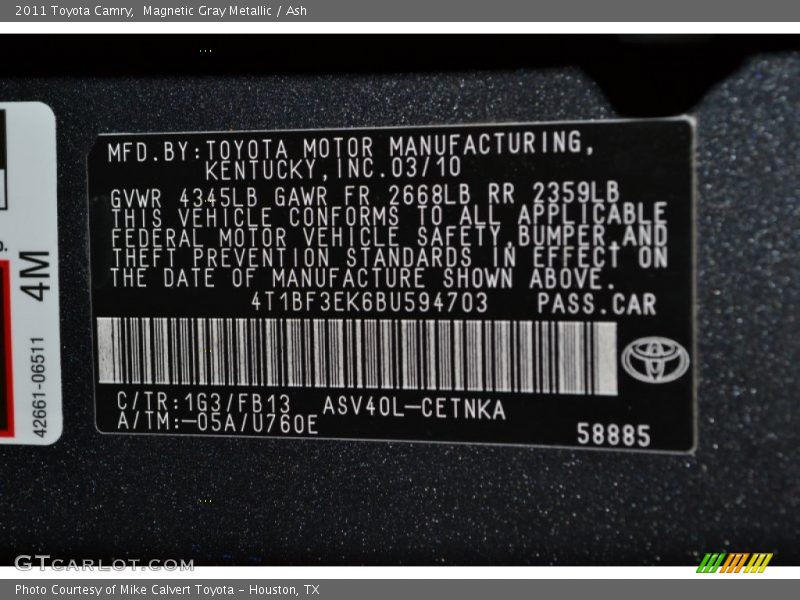 2011 Toyota Camry,  Magnetic Gray Metallic / Ash
MFD.BY:TOYOTA MOTOR MANUFACTURING,
KENTUCKY,INC.03/10
GVWR 4345LB GAWR FR 2668LB RR 2359LB
THIS VEHICLE CONFORMS TO ALL APPLICABLE
FEDERAL MOTOR VEHICLE SAFETY,BUMPER,AND
THEFT PREVENTION STANDARDS IN EFFECT ON
THE DATE OF MANUFACTURE SHOWN ABOVE.
4T1BF3EK6BU594703 PASS.CAR
C/TR:1G3/FB13 ASV40L-CETNKA
A/TM:-05A/U760E
58885
4M
42661-06511
GTCARLOT.COM
Photo Courtesy of Mike Calvert Toyota - Houston, TX